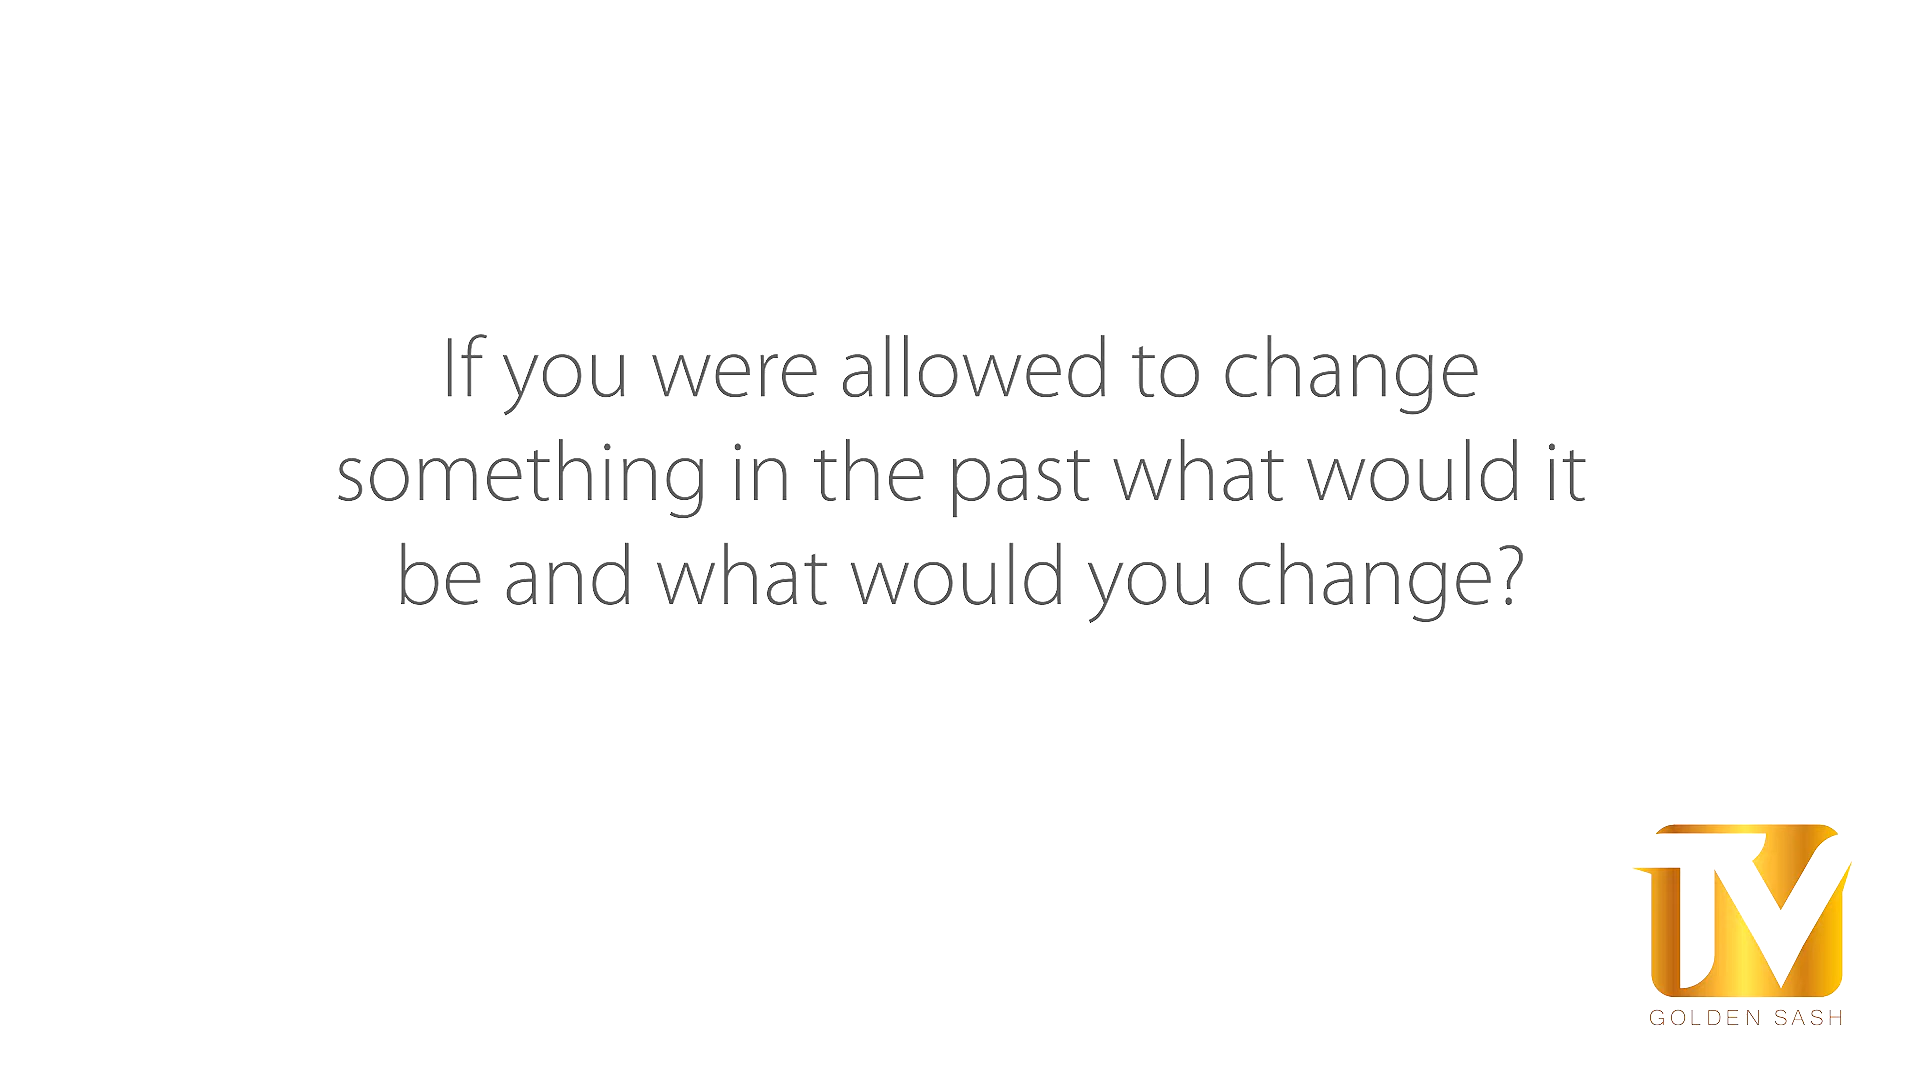 If you were allowed to change
something in the past what would it
be and what would you change?
TV
GOLDEN SASH